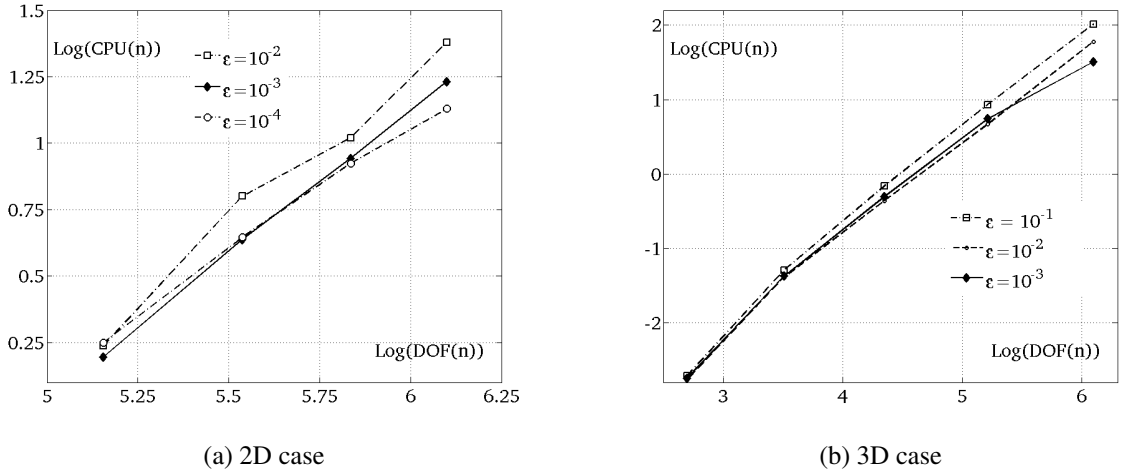 1.5
1.25
1
0.75
0.5
0.25
Log(CPU(n))
ε=10⁻²
ε=10⁻³
ε=10⁻⁴
Log(DOF(n))
5 5.25 5.5 5.75 6 6.25
(a) 2D case
2
1
0
-1
-2
Log(CPU(n))
ε = 10⁻¹
ε=10⁻²
ε=10⁻³
Log(DOF(n))
3 4 5 6
(b) 3D case